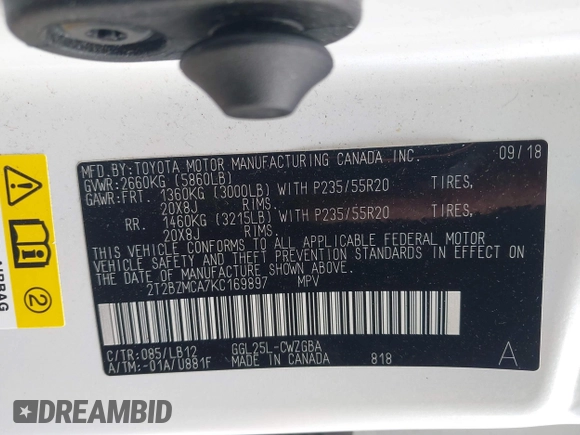 MFD.BY:TOYOTA MOTOR MANUFACTURING CANADA INC. 09/18
GVWR:2660KG (5860LB)
GAWR:FRT. 1360KG (3000LB) WITH P235/55R20 TIRES,
20X8J RIMS.
RR. 1460KG (3215LB) WITH P235/55R20 TIRES,
20X8J RIMS.
THIS VEHICLE CONFORMS TO ALL APPLICABLE FEDERAL MOTOR
VEHICLE SAFETY AND THEFT PREVENTION STANDARDS IN EFFECT ON
THE DATE OF MANUFACTURE SHOWN ABOVE.
2T2BZMCA7KC169897 MPV
C/TR:085/LB12 GGL25L-CWZGBA
A/TM:-01A/U881F MADE IN CANADA 818 A
2
AIRBAG
DREAMBID